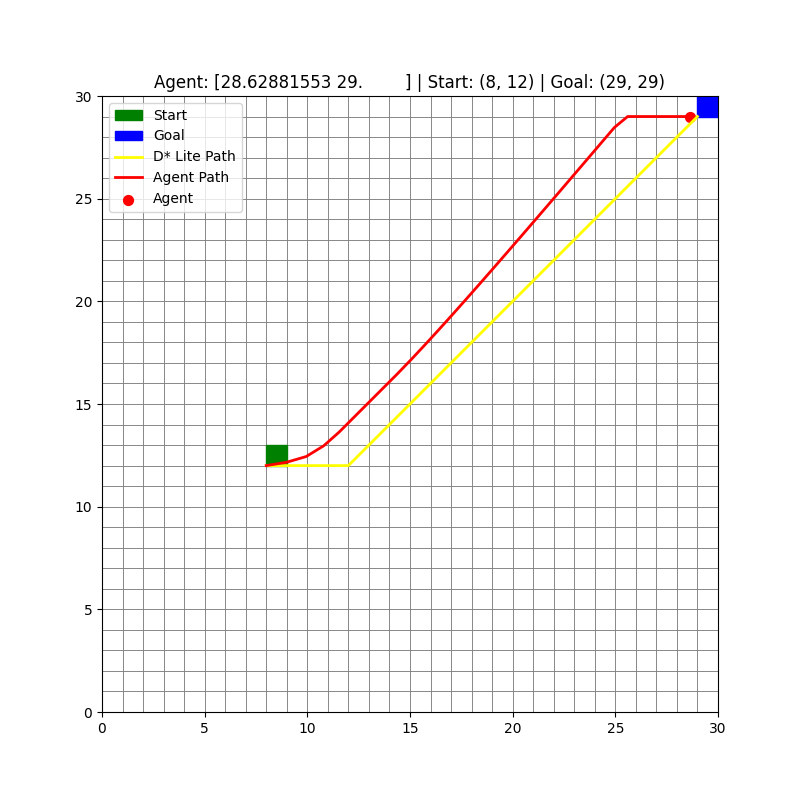 Agent: [28.62881553 29.        ] | Start: (8, 12) | Goal: (29, 29)
30
Start
Goal
D* Lite Path
Agent Path
Agent
25
20
15
10
5
0
0 5 10 15 20 25 30